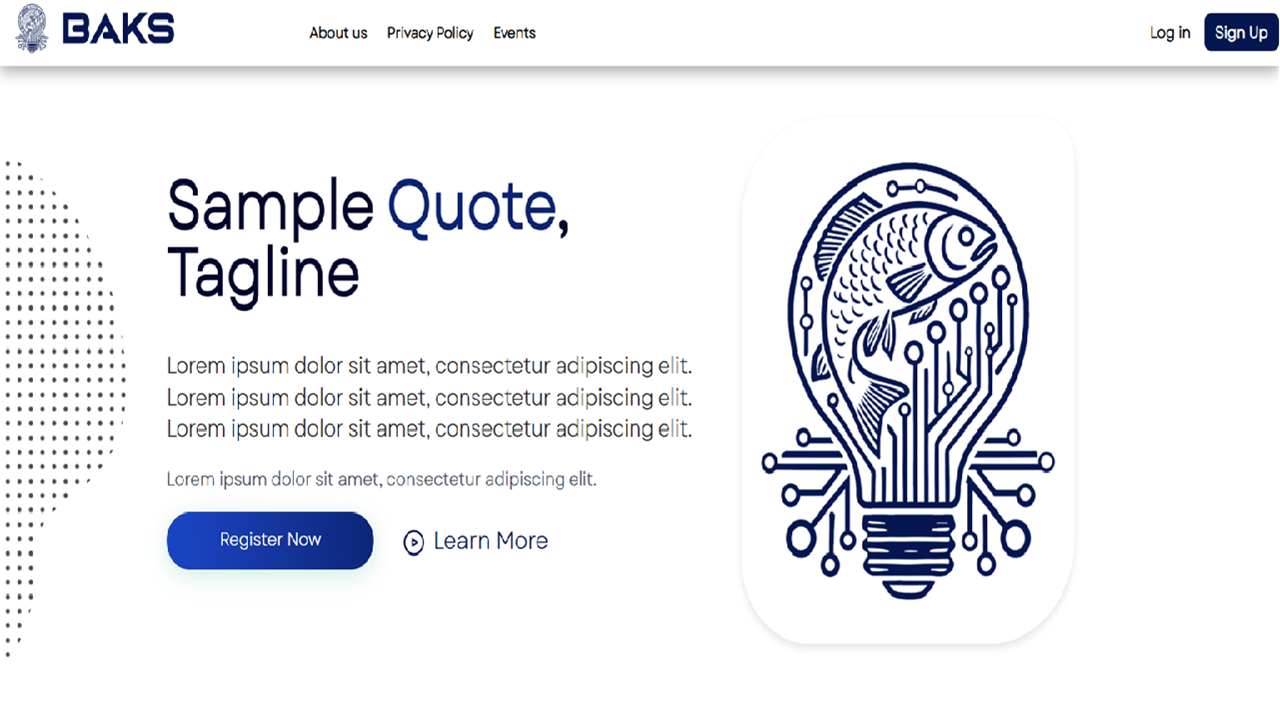 BAKS
About us
Privacy Policy
Events
Log in
Sign Up
Sample Quote,
Tagline
Lorem ipsum dolor sit amet, consectetur adipiscing elit.
Lorem ipsum dolor sit amet, consectetur adipiscing elit.
Lorem ipsum dolor sit amet, consectetur adipiscing elit.
Lorem ipsum dolor sit amet, consectetur adipiscing elit.
Register Now
Learn More